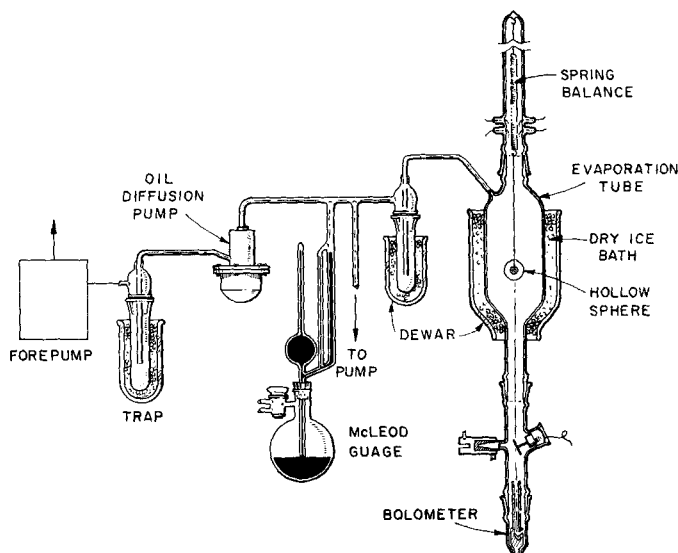 SPRING
BALANCE
EVAPORATION
TUBE
OIL
DIFFUSION
PUMP
DRY ICE
BATH
HOLLOW
SPHERE
DEWAR
FOREPUMP
TO
PUMP
TRAP
McLEOD
GUAGE
BOLOMETER